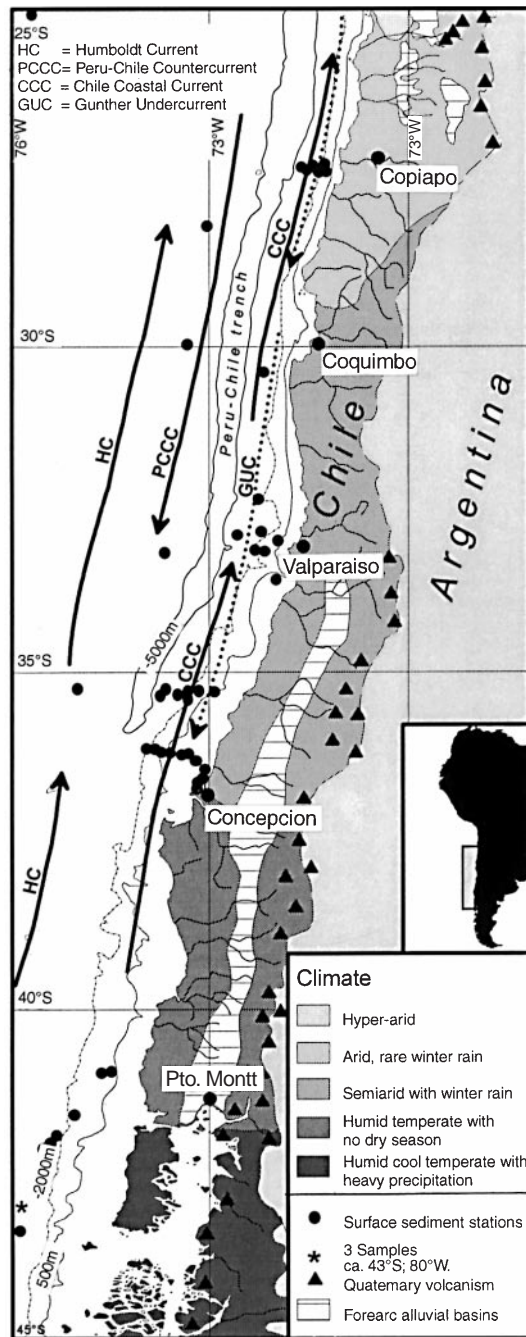 25°S
HC = Humboldt Current
PCCC= Peru-Chile Countercurrent
CCC = Chile Coastal Current
GUC = Gunther Undercurrent
76°W
73°W
73°W
Copiapo
CCC
Peru-Chile trench
30°S
Coquimbo
HC
PCCC
GUC
Chire
Argentina
Valparaiso
-5000m
CCC
35°S
Concepcion
HC
40°S
Pto. Montt
-2000m
500m
45°S
Climate
Hyper-arid
Arid, rare winter rain
Semiarid with winter rain
Humid temperate with
no dry season
Humid cool temperate with
heavy precipitation
Surface sediment stations
3 Samples
ca. 43°S; 80°W.
Quaternary volcanism
Forearc alluvial basins